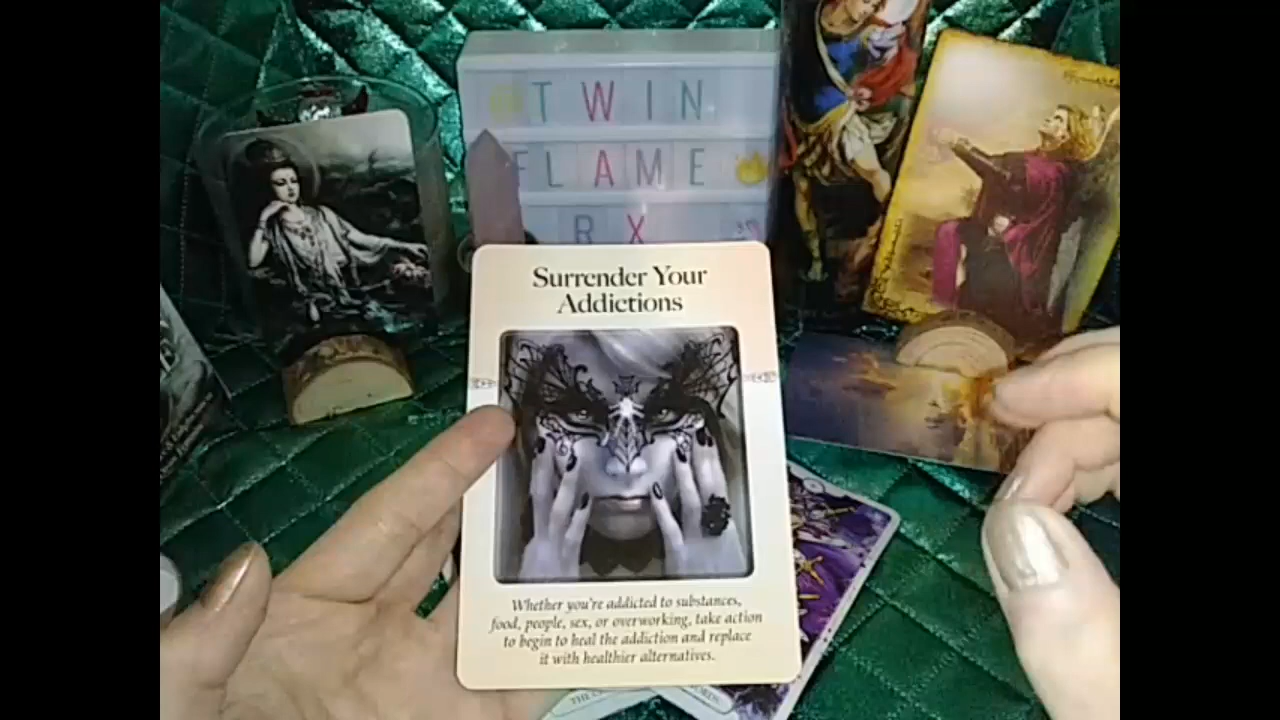 TWIN
FLAME
RX
Surrender Your
Addictions
Whether you're addicted to substances,
food, people, sex, or overworking, take action
to begin to heal the addiction and replace
it with healthier alternatives.